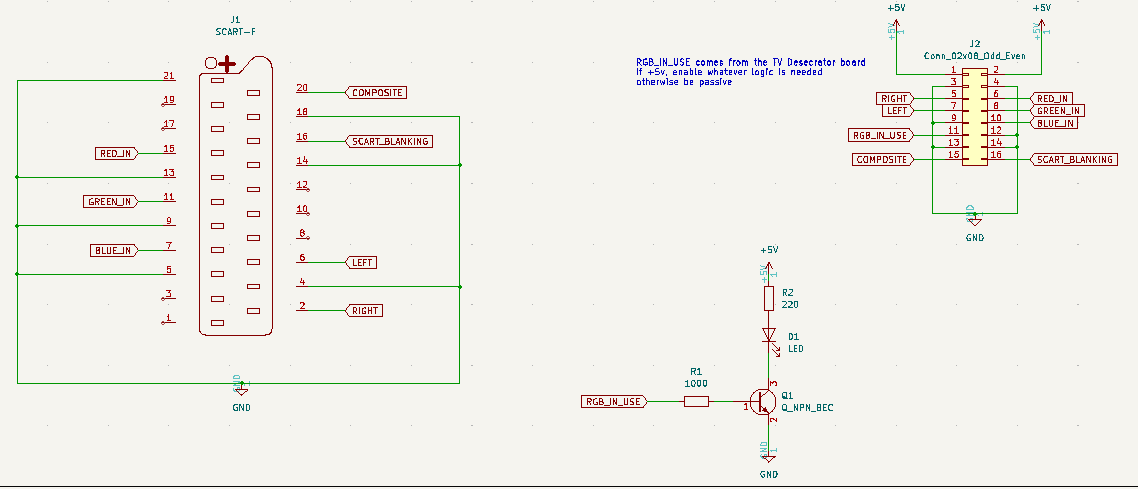 J1
SCART-F
21
19
17
RED_IN 15
13
GREEN_IN 11
9
BLUE_IN 7
5
3
1
20 COMPOSITE
18
16 SCART_BLANKING
14
12
10
8
6 LEFT
4
2 RIGHT
GND
GND
1
RGB_IN_USE comes from the TV Desecrator board
if +5v, enable whatever logic is needed
otherwise be passive
+5V
+5V
1
+5V
+5V
1
J2
Conn_02x08_Odd_Even
1 2
3 4
RIGHT 5 6 RED_IN
LEFT 7 8 GREEN_IN
9 10 BLUE_IN
RGB_IN_USE 11 12
13 14
COMPOSITE 15 16 SCART_BLANKING
GND
1
GND
+5V
+5V
1
R2
220
D1
LED
R1
1000
RGB_IN_USE
1
3
Q1
Q_NPN_BEC
2
GND
1
GND